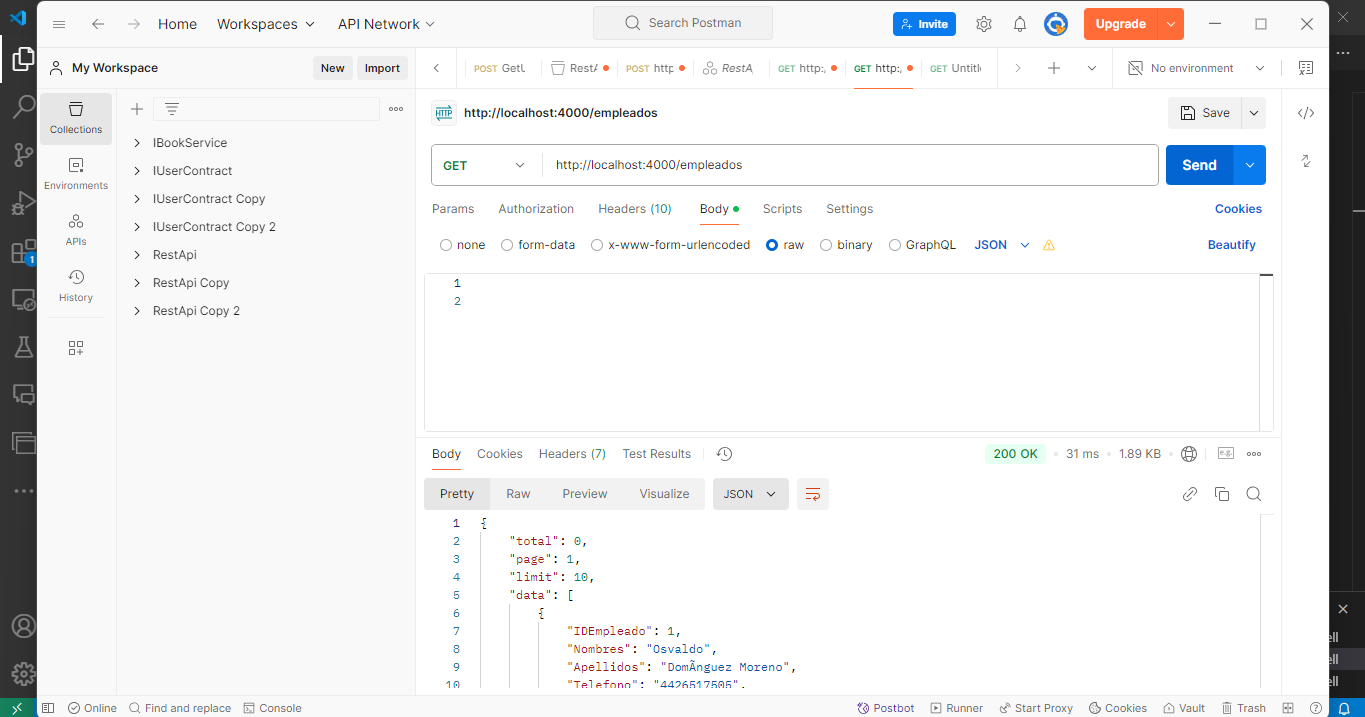 Home Workspaces API Network Search Postman Invite Upgrade
My Workspace New Import POST GetU RestA POST http RestA GET http:, GET http:, GET Untitle No environment
Collections
Environments
APIs
History
1
IBookService
IUserContract
IUserContract Copy
IUserContract Copy 2
RestApi
RestApi Copy
RestApi Copy 2
HTTP http://localhost:4000/empleados Save
GET http://localhost:4000/empleados Send
Params Authorization Headers (10) Body Scripts Settings Cookies
none form-data x-www-form-urlencoded raw binary GraphQL JSON Beautify
1
2
Body Cookies Headers (7) Test Results 200 OK 31 ms 1.89 KB e.g.
Pretty Raw Preview Visualize JSON
1 {
2 "total": 0,
3 "page": 1,
4 "limit": 10,
5 "data": [
6 {
7 "IDEmpleado": 1,
8 "Nombres": "Osvaldo",
9 "Apellidos": "DomÃnguez Moreno",
10 "Telefono": "4426517505",
ell
ell
ell
Online Find and replace Console Postbot Runner Start Proxy Cookies Vault Trash